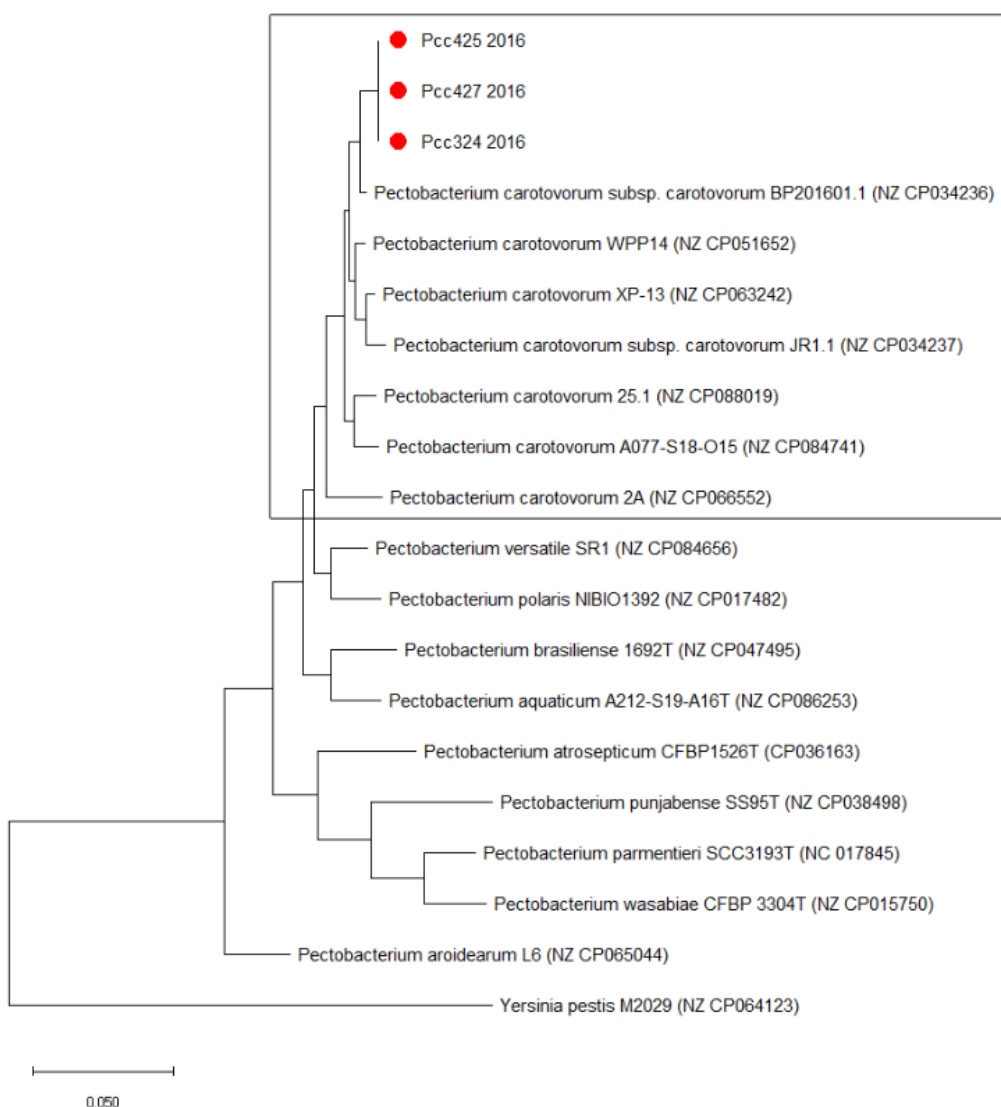 Pcc425 2016
Pcc427 2016
Pcc324 2016
Pectobacterium carotovorum subsp. carotovorum BP201601.1 (NZ CP034236)
Pectobacterium carotovorum WPP14 (NZ CP051652)
Pectobacterium carotovorum XP-13 (NZ CP063242)
Pectobacterium carotovorum subsp. carotovorum JR1.1 (NZ CP034237)
Pectobacterium carotovorum 25.1 (NZ CP088019)
Pectobacterium carotovorum A077-S18-O15 (NZ CP084741)
Pectobacterium carotovorum 2A (NZ CP066552)
Pectobacterium versatile SR1 (NZ CP084656)
Pectobacterium polaris NIBIO1392 (NZ CP017482)
Pectobacterium brasiliense 1692T (NZ CP047495)
Pectobacterium aquaticum A212-S19-A16T (NZ CP086253)
Pectobacterium atrosepticum CFBP1526T (CP036163)
Pectobacterium punjabense SS95T (NZ CP038498)
Pectobacterium parmentieri SCC3193T (NC 017845)
Pectobacterium wasabiae CFBP 3304T (NZ CP015750)
Pectobacterium aroidearum L6 (NZ CP065044)
Yersinia pestis M2029 (NZ CP064123)
0.050